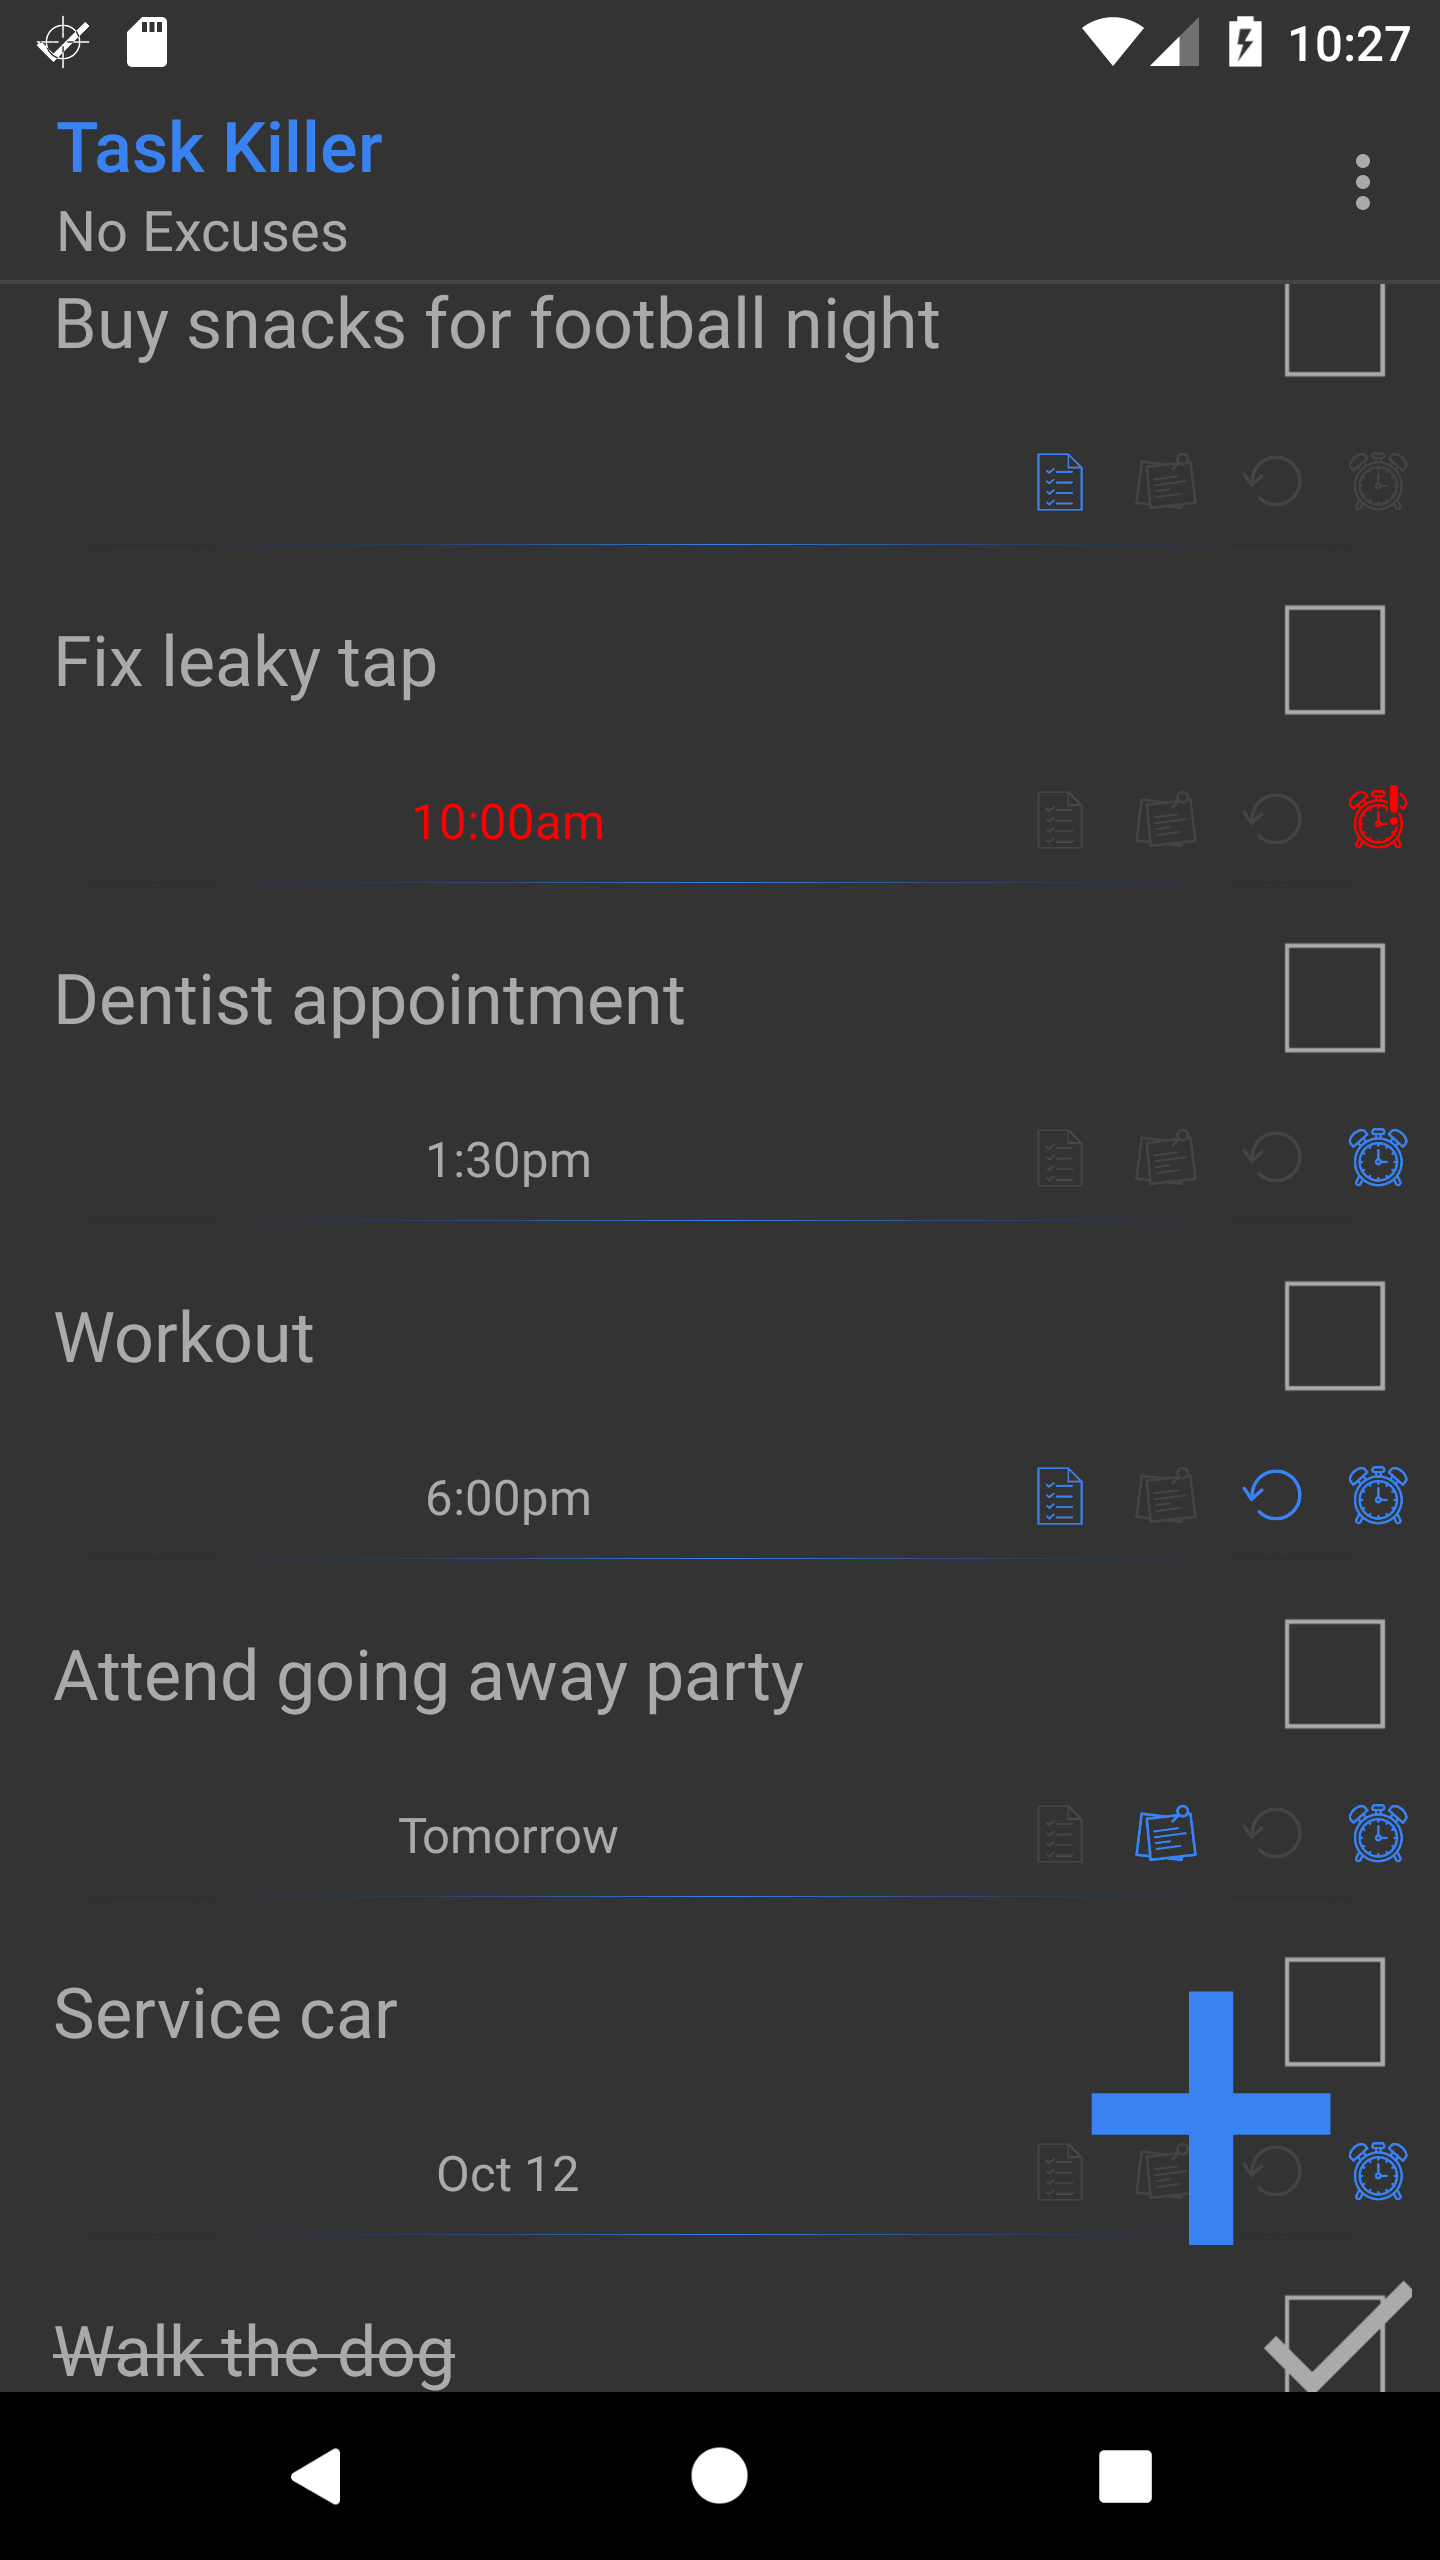 10:27
Task Killer
No Excuses
Buy snacks for football night
Fix leaky tap
10:00am
Dentist appointment
1:30pm
Workout
6:00pm
Attend going away party
Tomorrow
Service car
Oct 12
Walk the dog